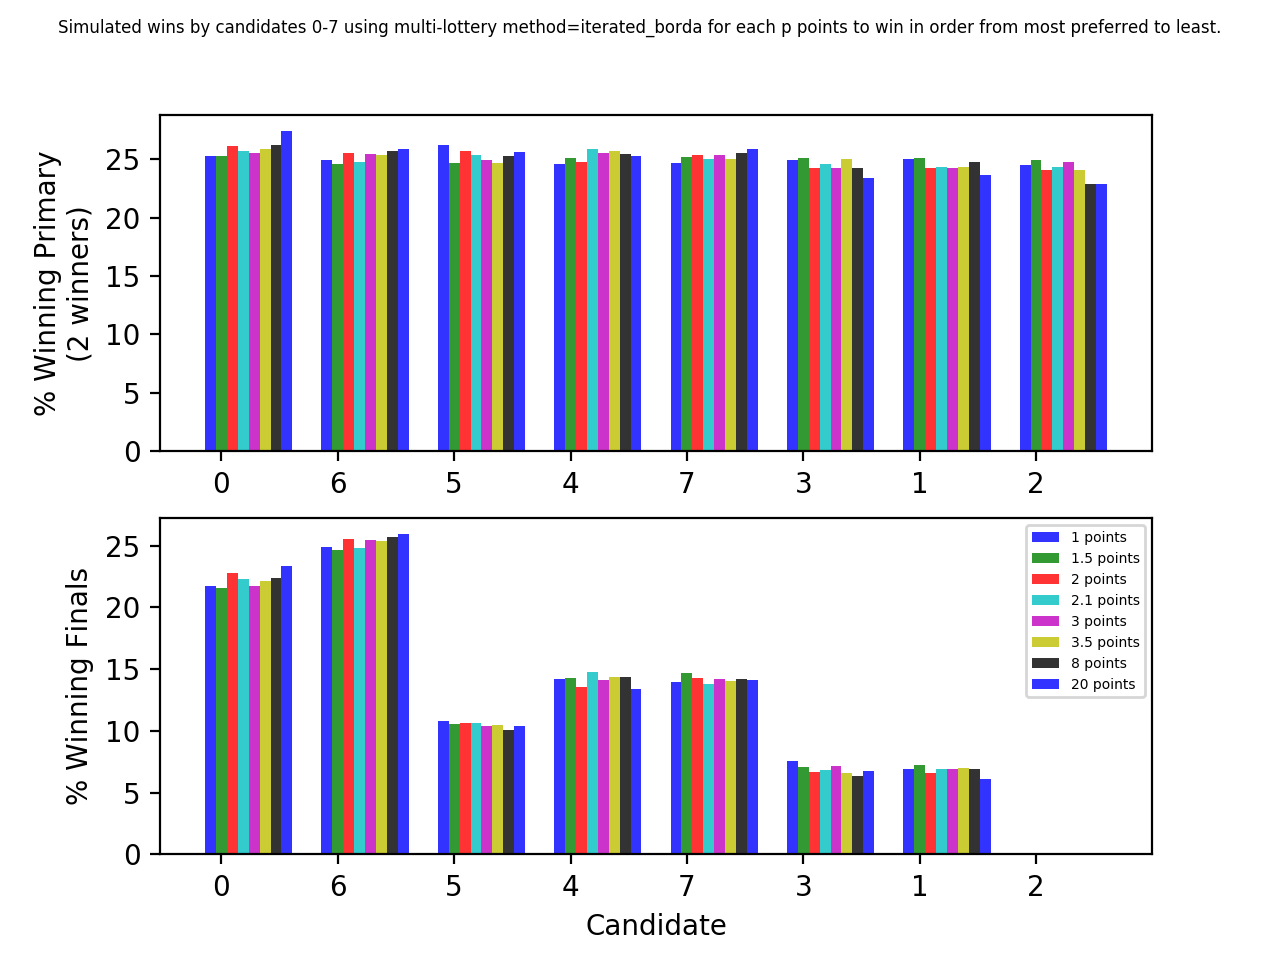 Simulated wins by candidates 0-7 using multi-lottery method=iterated_borda for each p points to win in order from most preferred to least.
% Winning Primary
(2 winners)
25
20
15
10
5
0
0 6 5 4 7 3 1 2
% Winning Finals
25
20
15
10
5
0
1 points
1.5 points
2 points
2.1 points
3 points
3.5 points
8 points
20 points
0 6 5 4 7 3 1 2
Candidate